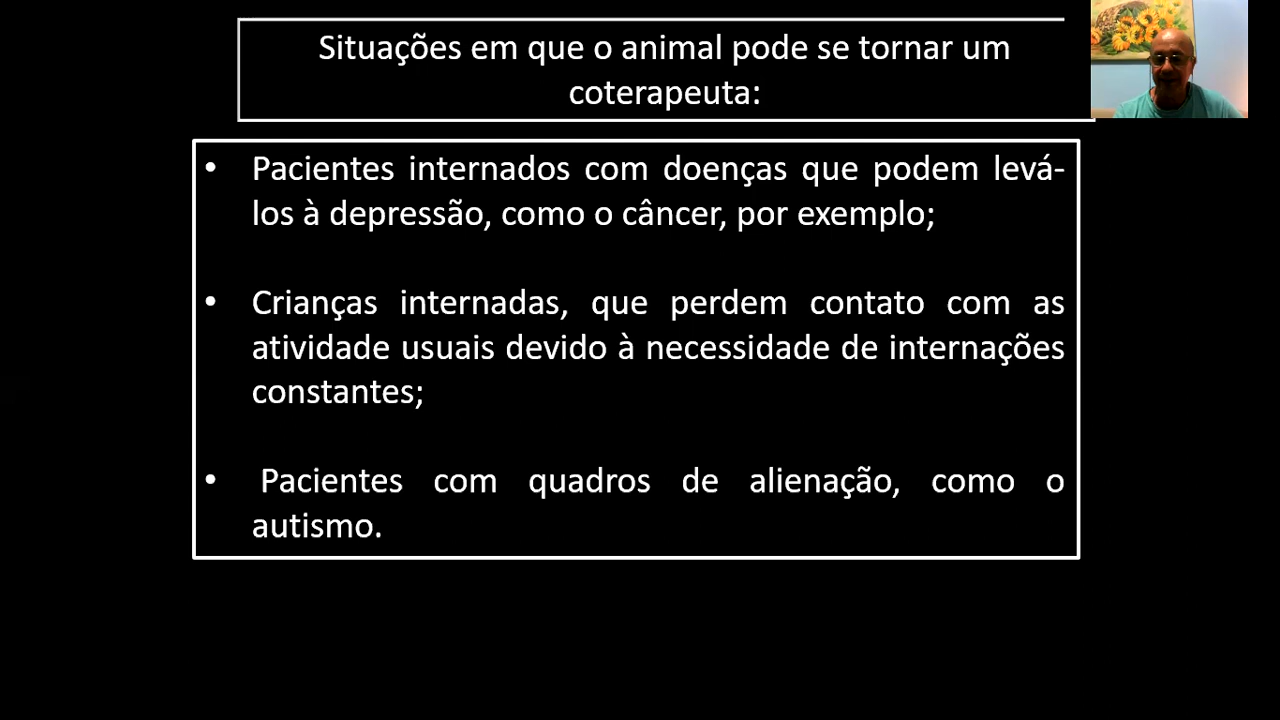 Situações em que o animal pode se tornar um
coterapeuta:
• Pacientes internados com doenças que podem levá-
los à depressão, como o câncer, por exemplo;
• Crianças internadas, que perdem contato com as
atividade usuais devido à necessidade de internações
constantes;
• Pacientes com quadros de alienação, como o
autismo.